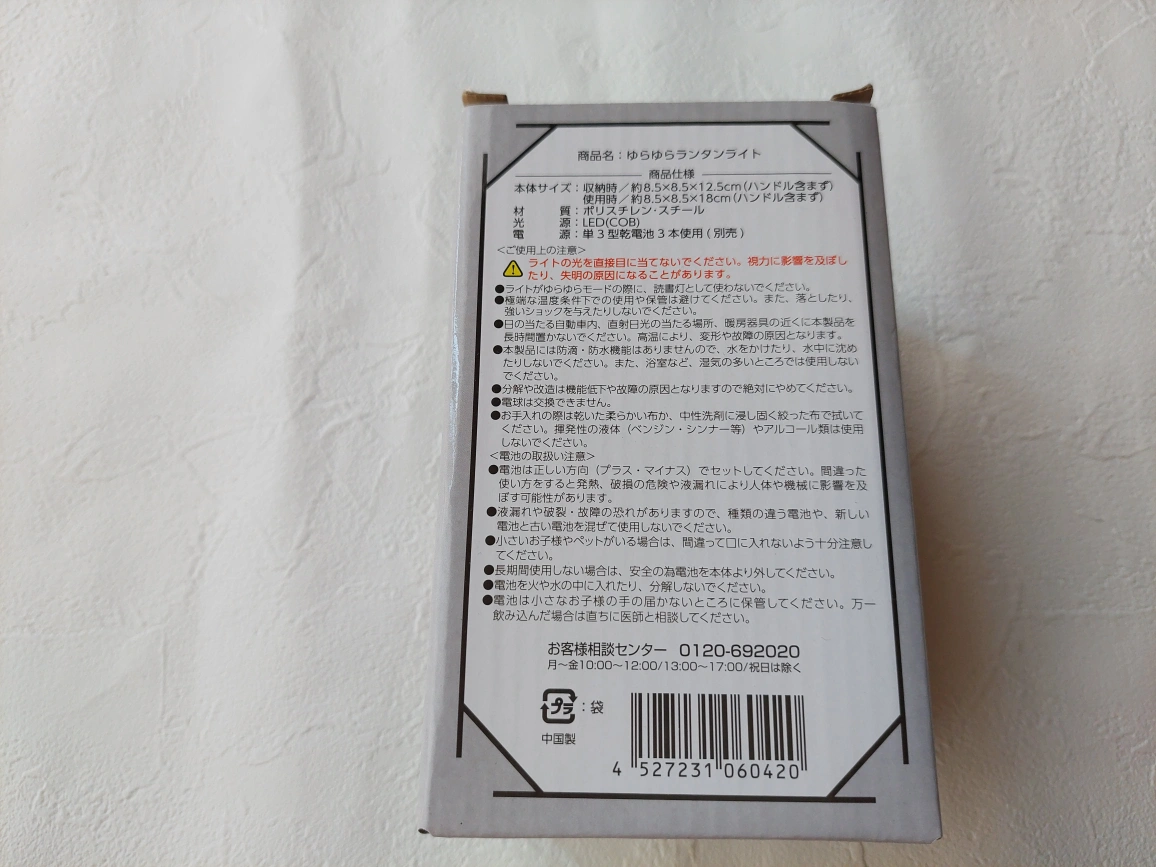 商品名：ゆらゆらランタンライト
商品仕様
本体サイズ：収納時／約8.5×8.5×12.5cm（ハンドル含まず）
使用時／約8.5×8.5×18cm（ハンドル含まず）
材　　質：ポリスチレン・スチール
光　　源：LED(COB)
電　　源：単３型乾電池３本使用(別売)
＜ご使用上の注意＞
ライトの光を直接目に当てないでください。視力に影響を及ぼし
たり、失明の原因になることがあります。
●ライトがゆらゆらモードの際に、読書灯として使わないでください。
●極端な温度条件下での使用や保管は避けてください。また、落としたり、
強いショックを与えたりしないでください。
●日の当たる自動車内、直射日光の当たる場所、暖房器具の近くに本製品を
長時間置かないでください。高温により、変形や故障の原因となります。
●本製品には防滴・防水機能はありませんので、水をかけたり、水中に沈め
たりしないでください。また、浴室など、湿気の多いところでは使用しない
でください。
●分解や改造は機能低下や故障の原因となりますので絶対にやめてください。
●電球は交換できません。
●お手入れの際は乾いた柔らかい布か、中性洗剤に浸し固く絞った布で拭いて
ください。揮発性の液体（ベンジン・シンナー等）やアルコール類は使用
しないでください。
＜電池の取扱い注意＞
●電池は正しい方向（プラス・マイナス）でセットしてください。間違った
使い方をすると発熱、破損の危険や液漏れにより人体や機械に影響を及
ぼす可能性があります。
●液漏れや破裂・故障の恐れがありますので、種類の違う電池や、新しい
電池と古い電池を混ぜて使用しないでください。
●小さいお子様やペットがいる場合は、間違って口に入れないよう十分注意し
てください。
●長期間使用しない場合は、安全の為電池を本体より外してください。
●電池を火や水の中に入れたり、分解しないでください。
●電池は小さなお子様の手の届かないところに保管してください。万一
飲み込んだ場合は直ちに医師と相談してください。
お客様相談センター　0120-692020
月～金10:00～12:00/13:00～17:00/祝日は除く
プラ：袋
中国製
4 527231 060420